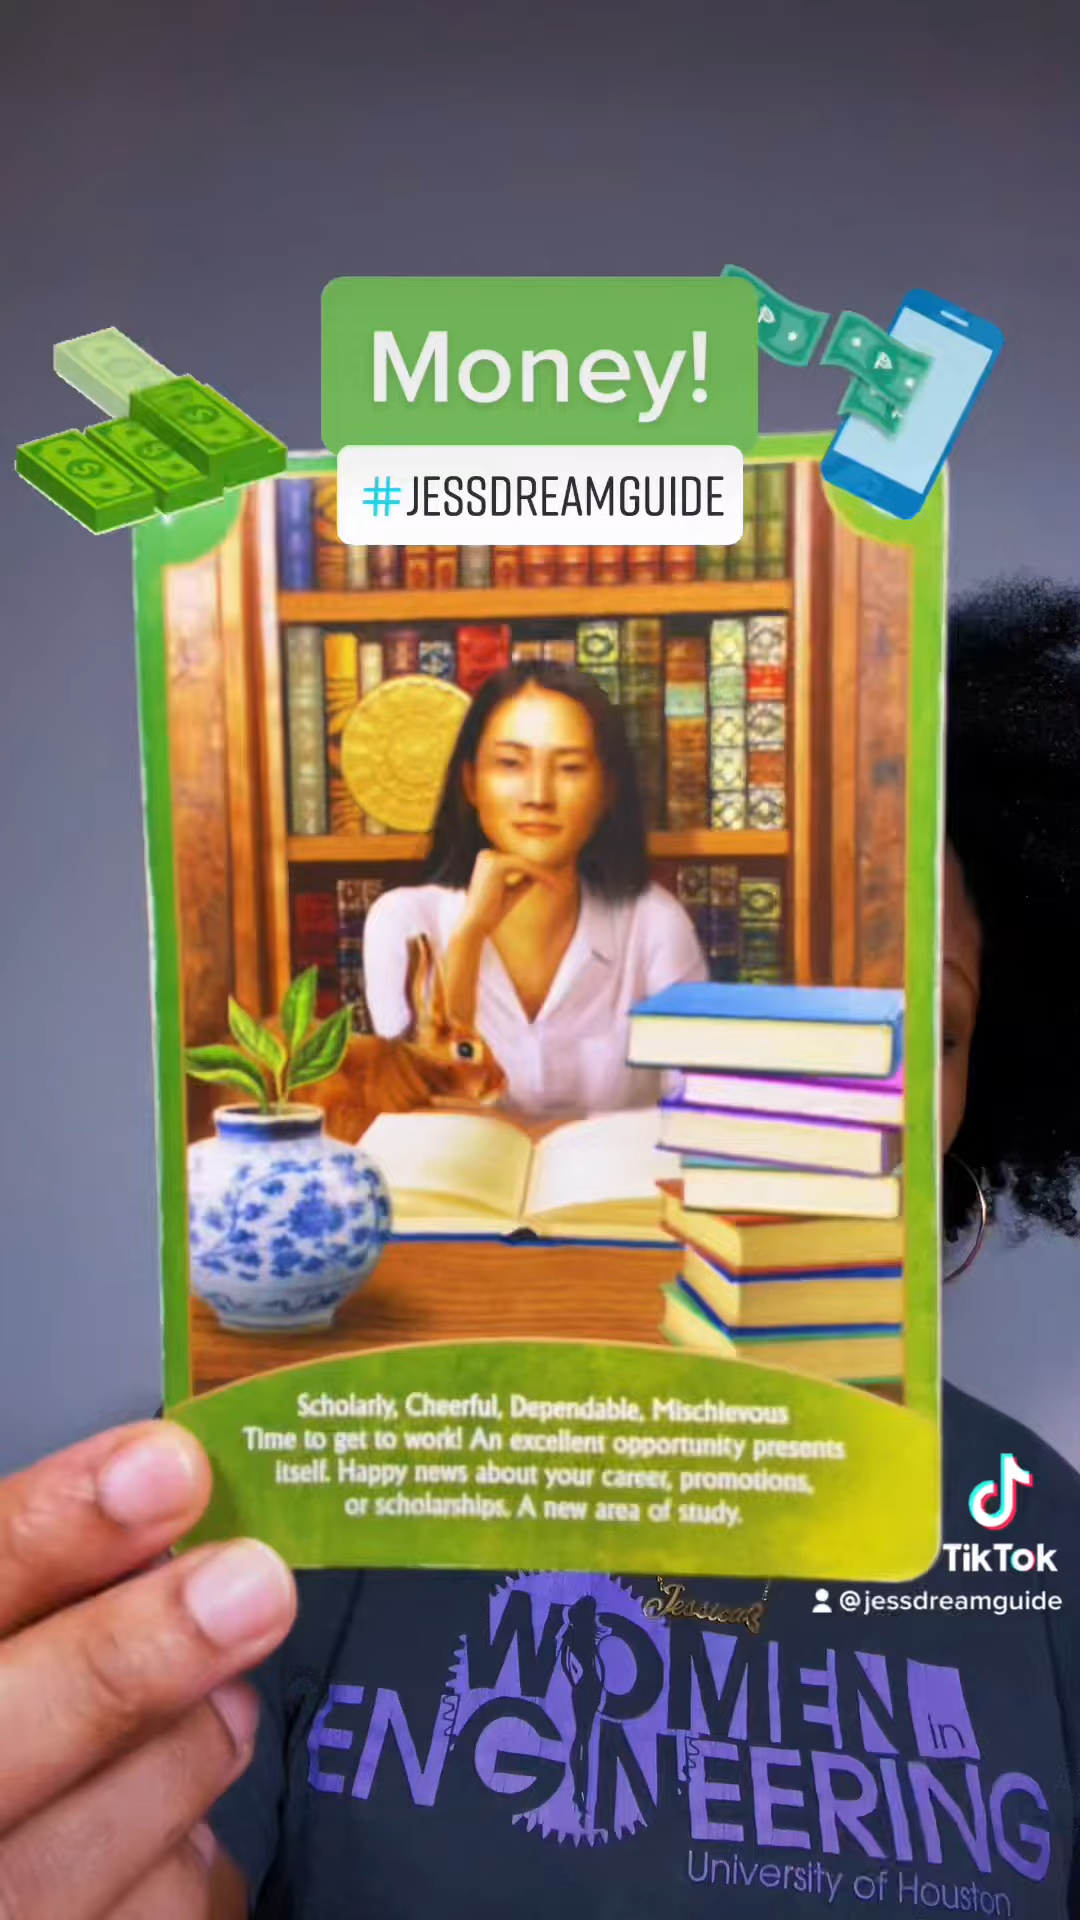 Money!
#JESSDREAMGUIDE
Scholarly, Cheerful, Dependable, Mischievous
Time to get to work! An excellent opportunity presents
itself. Happy news about your career, promotions,
or scholarships. A new area of study.
TikTok
@jessdreamguide
Jessica
WOMEN in
ENGINEERING
University of Houston